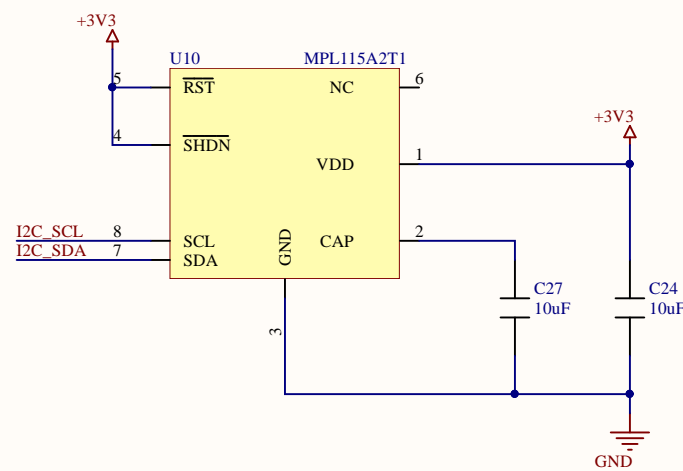 +3V3
U10 MPL115A2T1
5 RST NC 6
4 SHDN
+3V3
VDD 1
I2C_SCL 8 SCL GND CAP 2
I2C_SDA 7 SDA
C27 C24
10uF 10uF
3
GND